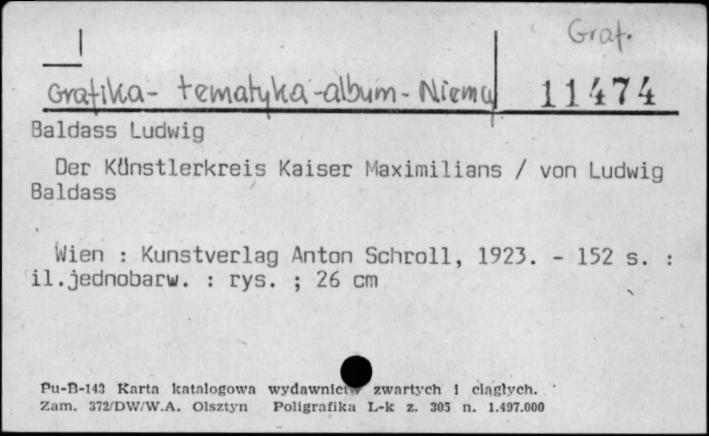 Graf.
Grafika - tematyka - album - Niemcy 11474
Baldass Ludwig
Der Künstlerkreis Kaiser Maximilians / von Ludwig
Baldass
Wien : Kunstverlag Anton Schroll, 1923. - 152 s. :
il.jednobarw. : rys. ; 26 cm
Pu-B-143 Karta katalogowa wydawnictw zwartych i ciągłych.
Zam. 372/DW/W.A. Olsztyn Poligrafika L-k z. 305 n. 1.497.000